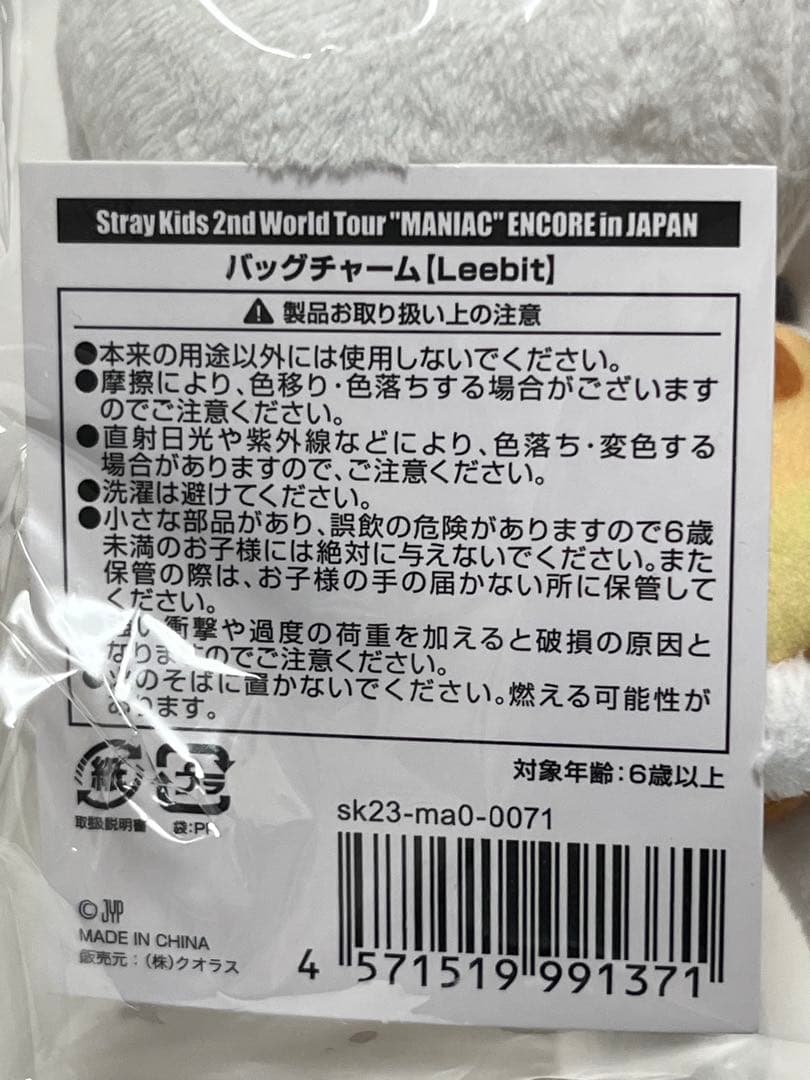 Stray Kids 2nd World Tour "MANIAC" ENCORE in JAPAN
バッグチャーム【Leebit】
製品お取り扱い上の注意
●本来の用途以外には使用しないでください。
●摩擦により、色移り・色落ちする場合がございます
のでご注意ください。
●直射日光や紫外線などにより、色落ち・変色する
場合がありますので、ご注意ください。
●洗濯は避けてください。
●小さな部品があり、誤飲の危険がありますので6歳
未満のお子様には絶対に与えないでください。また
保管の際は、お子様の手の届かない所に保管して
ください。
●強い衝撃や過度の荷重を加えると破損の原因と
なりますのでご注意ください。
●火のそばに置かないでください。燃える可能性が
あります。
対象年齢：6歳以上
紙 プラ
取扱説明書 袋:PP
sk23-ma0-0071
© JYP
MADE IN CHINA
販売元：(株)クオラス
4 571519 991371